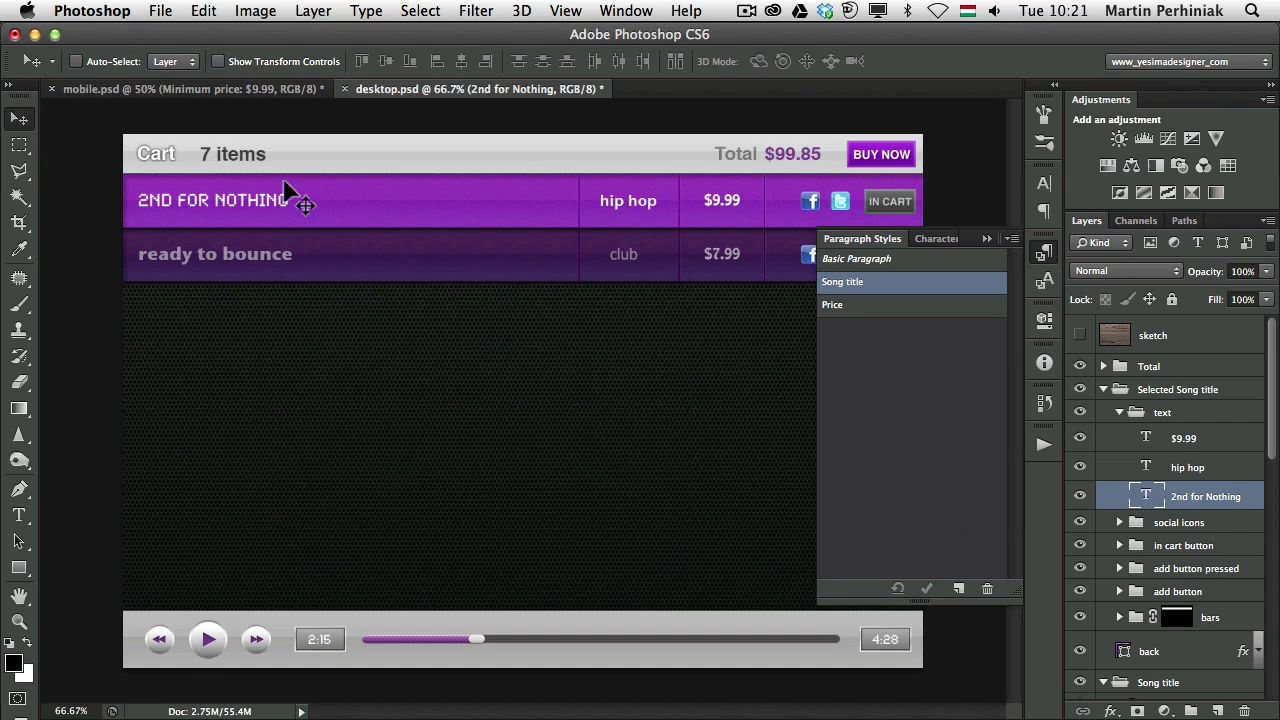 Photoshop File Edit Image Layer Type Select Filter 3D View Window Help Tue 10:21 Martin Perhiniak
Adobe Photoshop CS6
Auto-Select: Layer Show Transform Controls 3D Mode: www_yesimadesigner_com
mobile.psd @ 50% (Minimum price: $9.99, RGB/8) * desktop.psd @ 66.7% (2nd for Nothing, RGB/8) *
Adjustments
Add an adjustment
Cart 7 items Total $99.85 BUY NOW
2ND FOR NOTHING hip hop $9.99 IN CART
ready to bounce club $7.99
Paragraph Styles Character
Basic Paragraph
Song title
Price
Layers Channels Paths
Kind
Normal Opacity: 100%
Lock: Fill: 100%
sketch
Total
Selected Song title
text
$9.99
hip hop
2nd for Nothing
social icons
in cart button
add button pressed
add button
bars
back fx
Song title
2:15 4:28
66.67% Doc: 2.75M/55.4M